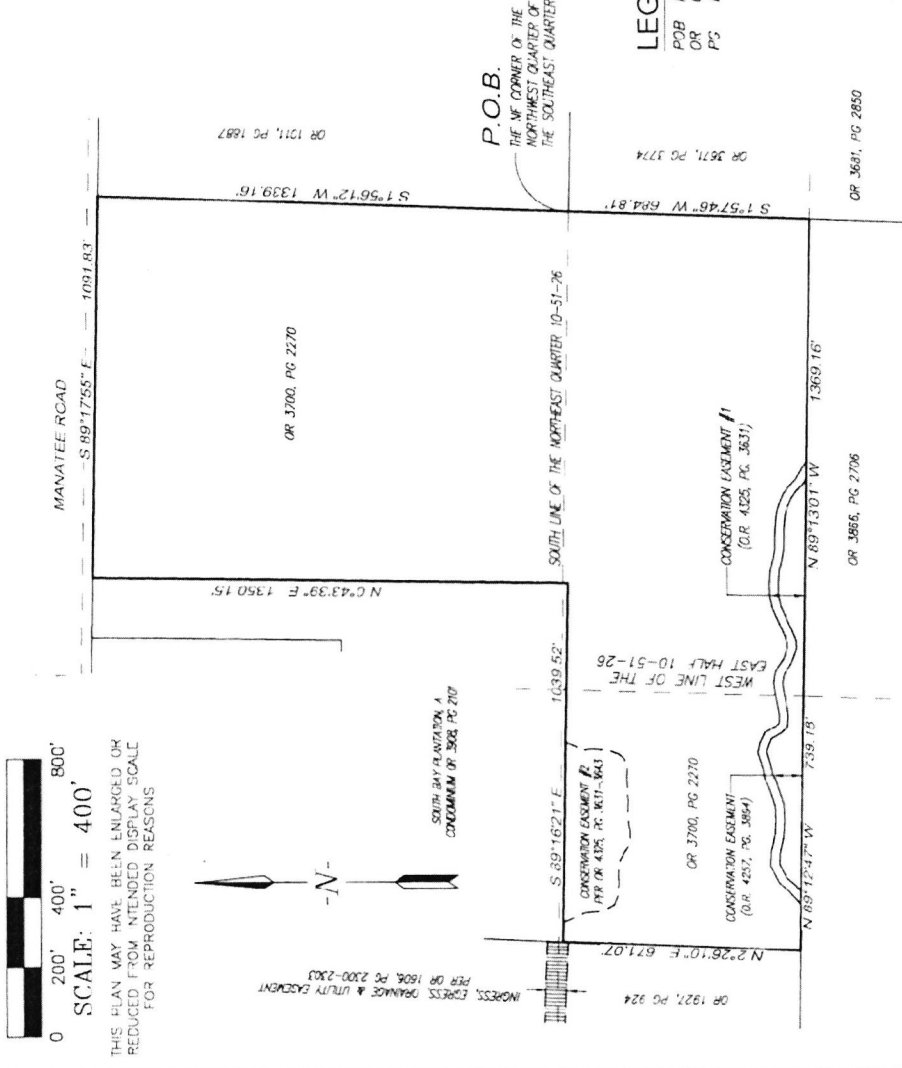 0 200' 400' 800'
SCALE: 1" = 400'
THIS PLAN MAY HAVE BEEN ENLARGED OR
REDUCED FROM INTENDED DISPLAY SCALE
FOR REPRODUCTION REASONS
-N-
MANATEE ROAD
S 89°17'55" E 1091.83'
OR 1011, PG 1887
S 1°56'12" W 1339.16'
OR 3700, PG 2270
N 0°43'39" E 1350.15'
P.O.B.
THE NE CORNER OF THE
NORTHWEST QUARTER OF
THE SOUTHEAST QUARTER
LEG
POB
OR
PG
SOUTH BAY PLANTATION, A
CONDOMINIUM OR 3908, PG 2101
SOUTH LINE OF THE NORTHEAST QUARTER 10-51-26
OR 3671, PG 3774
S 1°57'46" W 684.81'
OR 3681, PG 2850
S 89°16'21" E 1039.52'
INGRESS, EGRESS, DRAINAGE & UTILITY EASEMENT
PER OR 1606, PG 2300-2303
CONSERVATION EASEMENT #2
PER OR 4325, PG 3631-3643
WEST LINE OF THE
EAST HALF 10-51-26
CONSERVATION EASEMENT #1
(O.R. 4325, PG. 3631)
OR 3700, PG 2270
CONSERVATION EASEMENT
(O.R. 4257, PG. 3864)
N 2°26'10" E 671.07'
OR 1927, PG 924
N 89°12'47" W 739.18'
N 89°13'01" W 1369.16'
OR 3866, PG 2706